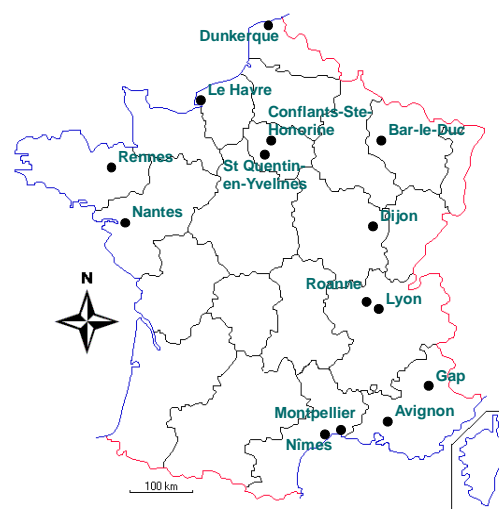 Dunkerque
Le Havre
Conflants-Ste-
Honorine
Bar-le-Duc
Rennes
St Quentin-
en-Yvelines
Nantes
Dijon
N
Roanne
Lyon
Gap
Montpellier
Avignon
Nîmes
100 km